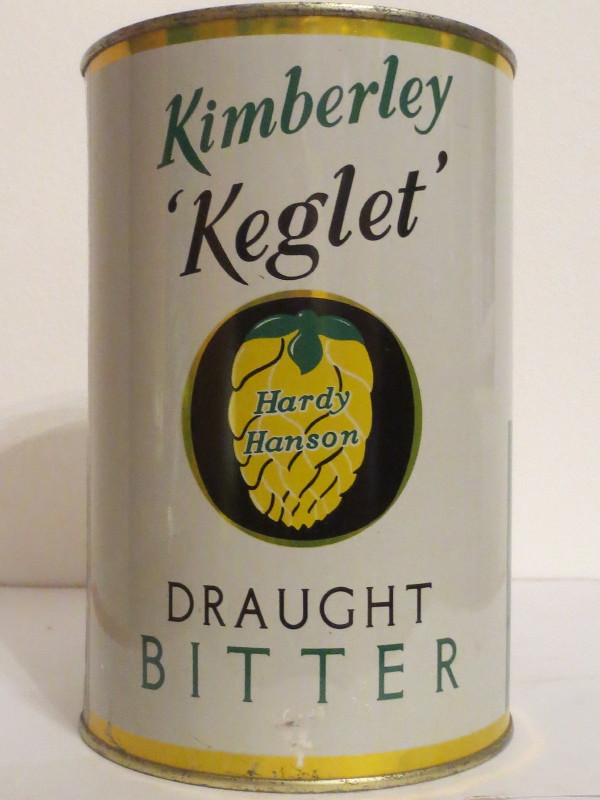 Kimberley
'Keglet'
Hardy
Hanson
DRAUGHT
BITTER